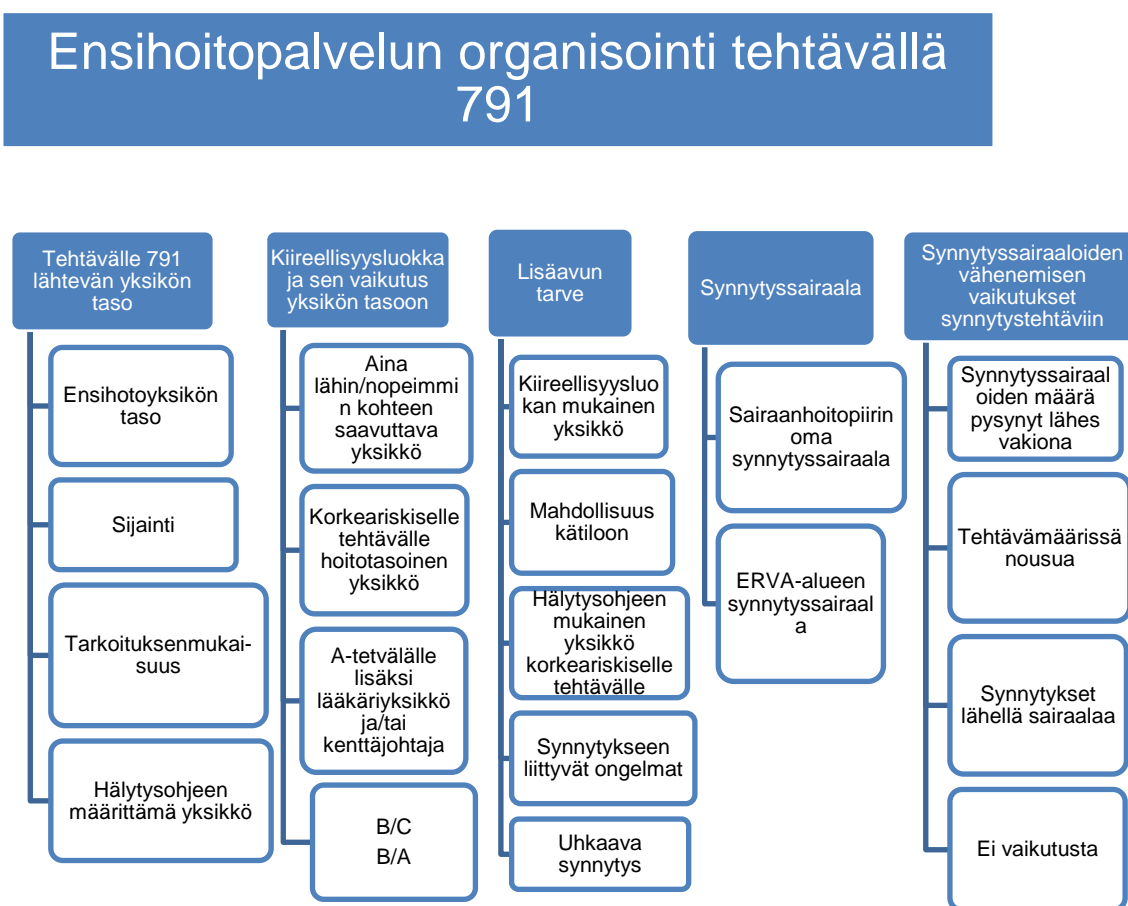 Ensihoitopalvelun organisointi tehtävällä
791
Tehtävälle 791
lähtevän yksikön
taso
Ensihotoyksikön
taso
Sijainti
Tarkoituksenmukai-
suus
Hälytysohjeen
määrittämä yksikkö
Kiireellisyysluokka
ja sen vaikutus
yksikön tasoon
Aina
lähin/nopeimmi
n kohteen
saavuttava
yksikkö
Korkeariskiselle
tehtävälle
hoitotasoinen
yksikkö
A-tetvälälle
lisäksi
lääkäriyksikkö
ja/tai
kenttäjohtaja
B/C
B/A
Lisäavun
tarve
Kiireellisyysluo
kan mukainen
yksikkö
Mahdollisuus
kätiloon
Hälytysohjeen
mukainen
yksikkö
korkeariskiselle
tehtävälle
Synnytykseen
liittyvät ongelmat
Uhkaava
synnytys
Synnytyssairaala
Sairaanhoitopiirin
oma
synnytyssairaala
ERVA-alueen
synnytyssairaal
a
Synnytyssairaaloiden
vähenemisen
vaikutukset
synnytystehtäviin
Synnytyssairaal
oiden määrä
pysynyt lähes
vakiona
Tehtävämäärissä
nousua
Synnytykset
lähellä sairaalaa
Ei vaikutusta